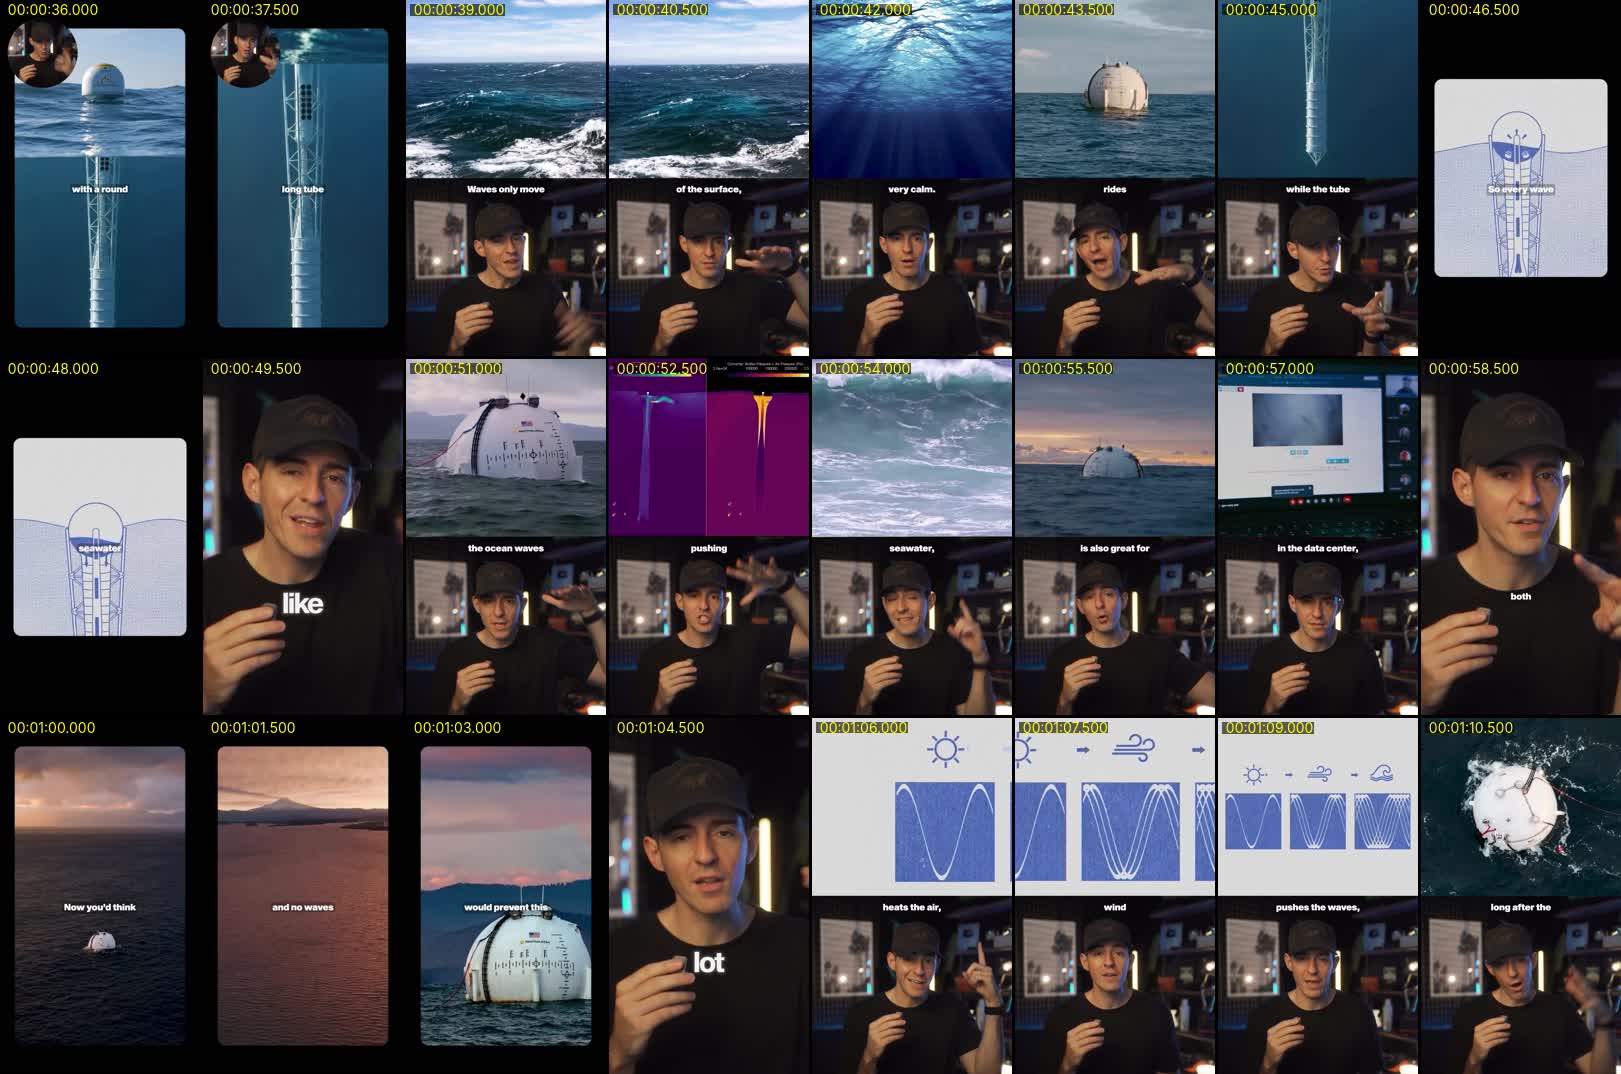 00:00:36.000
with a round
00:00:37.500
long tube
00:00:39.000
Waves only move
00:00:40.500
of the surface,
00:00:42.000
very calm.
00:00:43.500
rides
00:00:45.000
while the tube
00:00:46.500
So every wave
00:00:48.000
seawater
00:00:49.500
like
00:00:51.000
the ocean waves
00:00:52.500
pushing
00:00:54.000
seawater,
00:00:55.500
is also great for
00:00:57.000
in the data center,
00:00:58.500
both
00:01:00.000
Now you'd think
00:01:01.500
and no waves
00:01:03.000
would prevent this
00:01:04.500
lot
00:01:06.000
heats the air,
00:01:07.500
wind
00:01:09.000
pushes the waves,
00:01:10.500
long after the